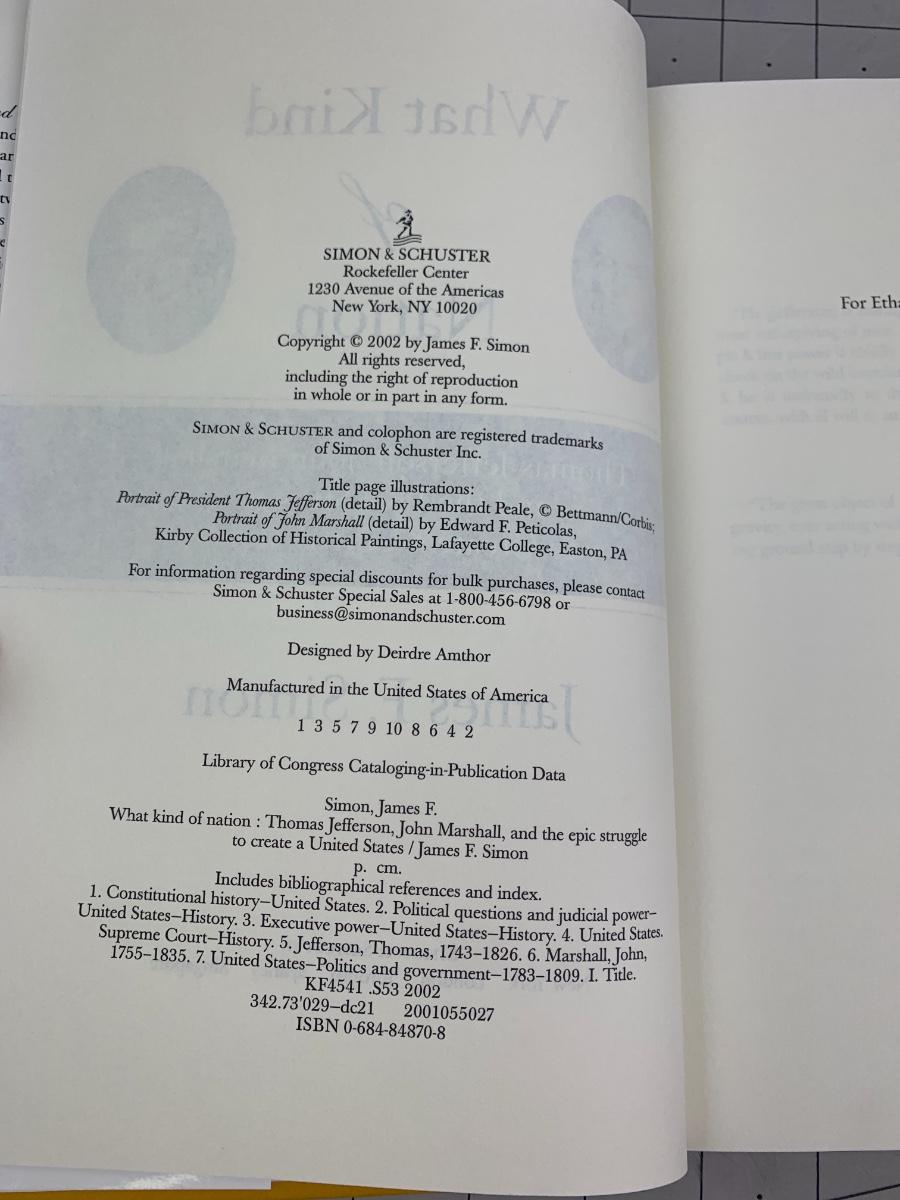 What Kind
of
Nation
James F. Simon
SIMON & SCHUSTER
Rockefeller Center
1230 Avenue of the Americas
New York, NY 10020
Copyright © 2002 by James F. Simon
All rights reserved,
including the right of reproduction
in whole or in part in any form.
SIMON & SCHUSTER and colophon are registered trademarks
of Simon & Schuster Inc.
Title page illustrations:
Portrait of President Thomas Jefferson (detail) by Rembrandt Peale, © Bettmann/Corbis;
Portrait of John Marshall (detail) by Edward F. Peticolas,
Kirby Collection of Historical Paintings, Lafayette College, Easton, PA
For information regarding special discounts for bulk purchases, please contact
Simon & Schuster Special Sales at 1-800-456-6798 or
business@simonandschuster.com
Designed by Deirdre Amthor
Manufactured in the United States of America
1 3 5 7 9 10 8 6 4 2
Library of Congress Cataloging-in-Publication Data
Simon, James F.
What kind of nation : Thomas Jefferson, John Marshall, and the epic struggle
to create a United States / James F. Simon
p. cm.
Includes bibliographical references and index.
1. Constitutional history—United States. 2. Political questions and judicial power—
United States—History. 3. Executive power—United States—History. 4. United States.
Supreme Court—History. 5. Jefferson, Thomas, 1743–1826. 6. Marshall, John,
1755–1835. 7. United States—Politics and government—1783–1809. I. Title.
KF4541 .S53 2002
342.73'029—dc21 2001055027
ISBN 0-684-84870-8
For Etha